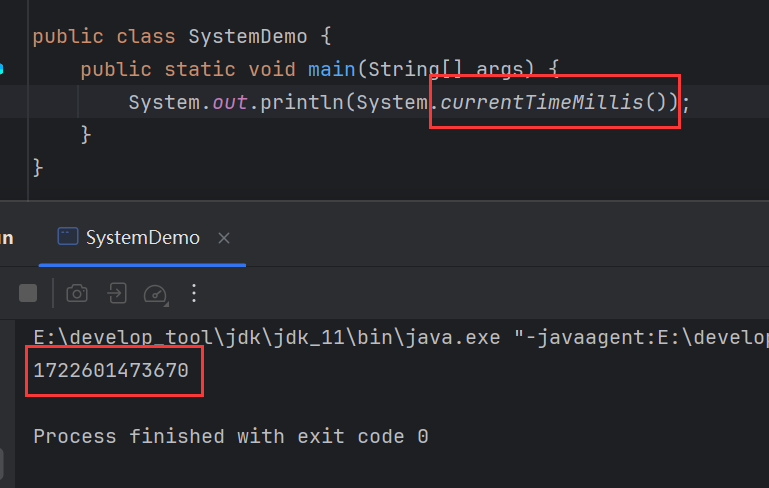 public class SystemDemo {
public static void main(String[] args) {
System.out.println(System.currentTimeMillis());
}
}
SystemDemo
E:\develop_tool\jdk\jdk_11\bin\java.exe "-javaagent:E:\develop
1722601473670
Process finished with exit code 0